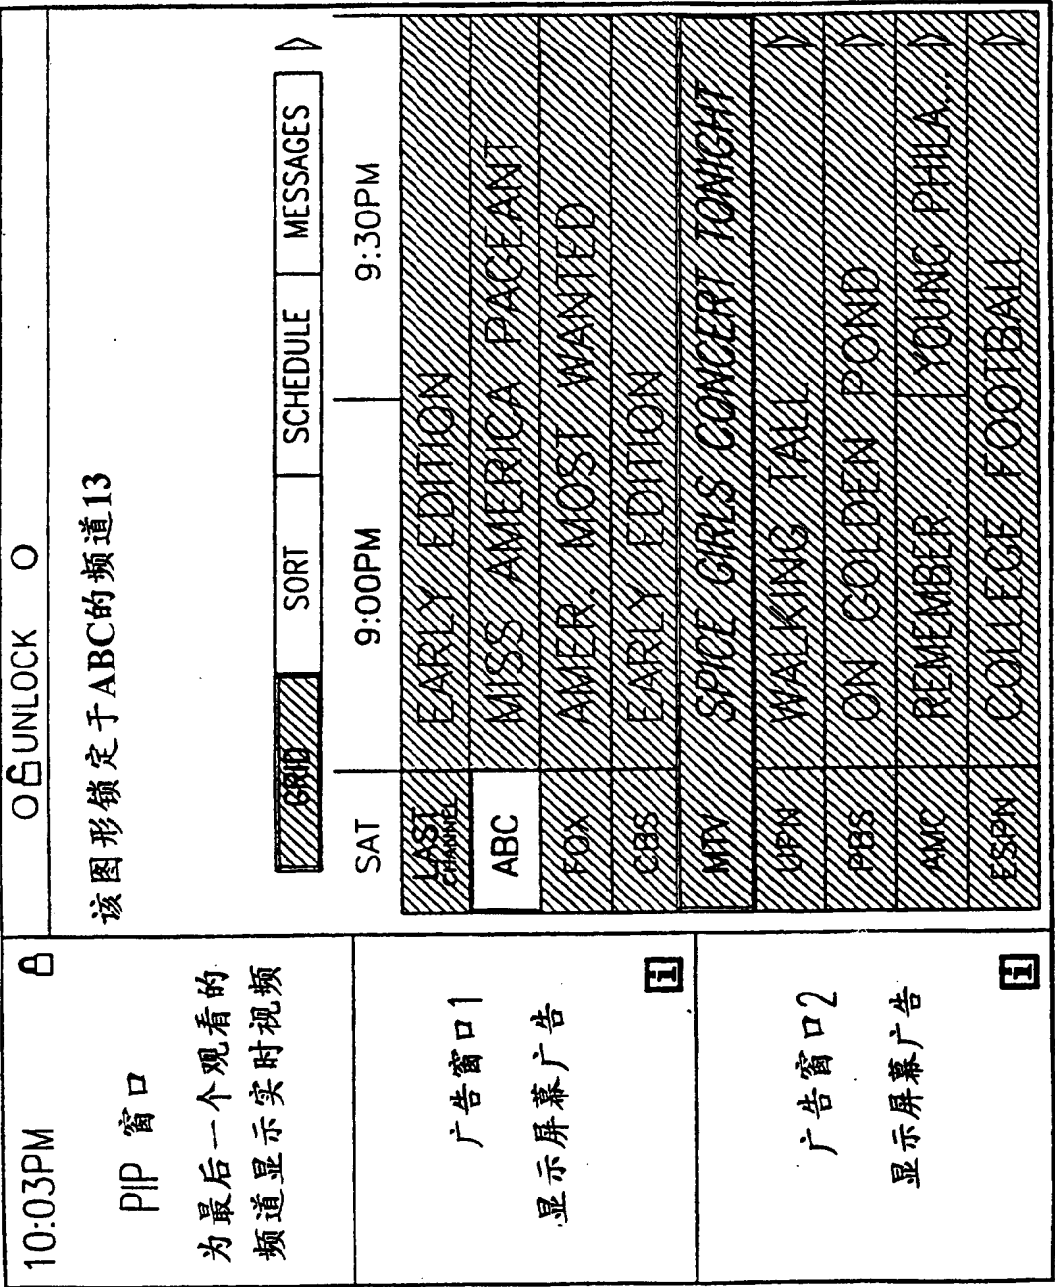 10:03PM
PIP 窗口
为最后一个观看的
频道显示实时视频
广告窗口1
显示屏幕广告
i
广告窗口2
显示屏幕广告
i
UNLOCK
该图形锁定于ABC的频道13
GRID SORT SCHEDULE MESSAGES
SAT 9:00PM 9:30PM
LAST CHANNEL EARLY EDITION
ABC MISS AMERICA PAGEANT
FOX AMER. MOST WANTED
CBS EARLY EDITION
MTV SPICE GIRLS CONCERT TONIGHT
UPN WALKING TALL
PBS ON GOLDEN POND
AMC REMEMBER... YOUNG PHILA...
ESPN COLLEGE FOOTBALL